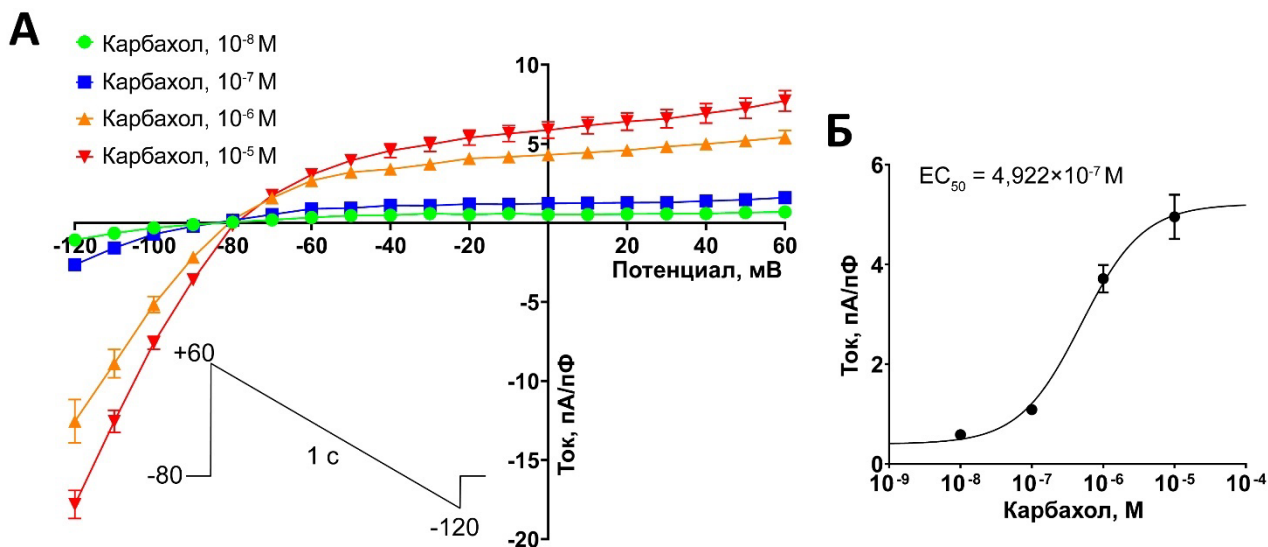 А
Карбахол, 10⁻⁸ М
Карбахол, 10⁻⁷ М
Карбахол, 10⁻⁶ М
Карбахол, 10⁻⁵ М
10
5
-120 -100 -80 -60 -40 -20 20 40 60
Потенциал, мВ
-5
-10
-15
-20
Ток, пА/пФ
+60
-80
1 с
-120
Б
EC₅₀ = 4,922×10⁻⁷ М
6
4
2
0
Ток, пА/пФ
10⁻⁹ 10⁻⁸ 10⁻⁷ 10⁻⁶ 10⁻⁵ 10⁻⁴
Карбахол, М